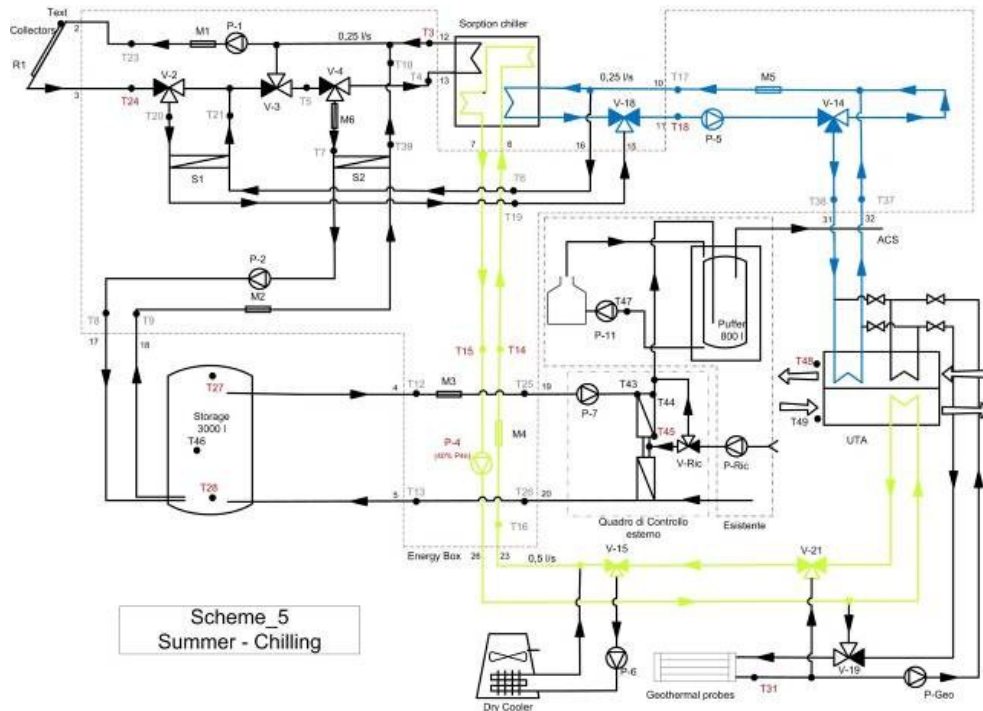 Text
2
Collectors
R1
3
T23
M1
P-1
0,25 l/s
T3
12
Sorption chiller
T24
V-2
V-3
T5
V-4
T18
T4
13
T20
T21
M6
T7
T39
S1
S2
0,25 l/s
T17
10
M5
V-18
11
T18
P-5
V-14
7
8
16
15
T6
T19
T38
T37
31
32
ACS
P-2
M2
T8
T9
17
18
P-11
T47
Puffer
800 l
T27
Storage
3000 l
T46
T28
4
T12
M3
T25
19
P-7
T43
T44
T45
V-Ric
P-Ric
T15
T14
P-4
M4
5
T13
T26
20
T16
Quadro di Controllo
esterno
Esistente
T48
T49
UTA
Energy Box
26
23
0,5 l/s
V-15
V-21
P-6
Dry Cooler
Geothermal probes
T31
V-19
P-Geo
Scheme_5
Summer - Chilling